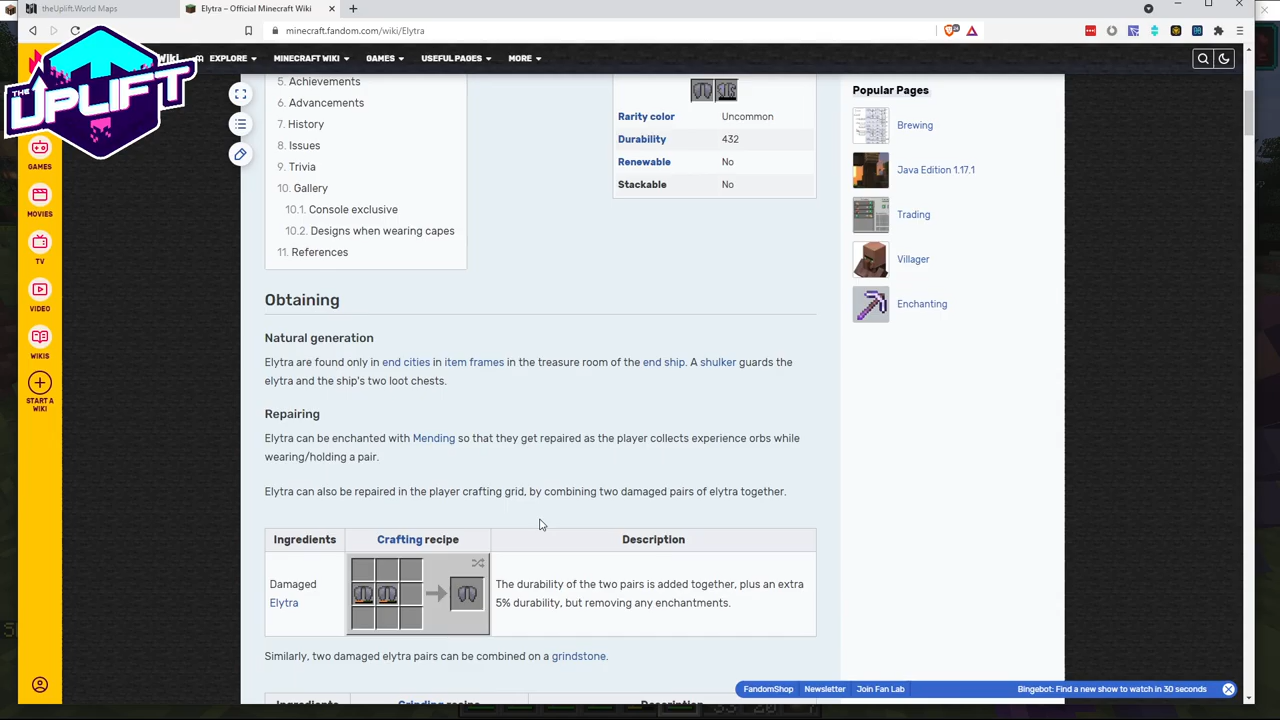 theUplift.World Maps
Elytra – Official Minecraft Wiki
minecraft.fandom.com/wiki/Elytra
THE UPLIFT
Wiki
EXPLORE
MINECRAFT WIKI
GAMES
USEFUL PAGES
MORE
GAMES
MOVIES
TV
VIDEO
WIKIS
START A
WIKI
5. Achievements
6. Advancements
7. History
8. Issues
9. Trivia
10. Gallery
10.1. Console exclusive
10.2. Designs when wearing capes
11. References
Rarity color Uncommon
Durability 432
Renewable No
Stackable No
Popular Pages
Brewing
Java Edition 1.17.1
Trading
Villager
Enchanting
Obtaining
Natural generation
Elytra are found only in end cities in item frames in the treasure room of the end ship. A shulker guards the
elytra and the ship's two loot chests.
Repairing
Elytra can be enchanted with Mending so that they get repaired as the player collects experience orbs while
wearing/holding a pair.
Elytra can also be repaired in the player crafting grid, by combining two damaged pairs of elytra together.
Ingredients Crafting recipe Description
Damaged
Elytra
The durability of the two pairs is added together, plus an extra
5% durability, but removing any enchantments.
Similarly, two damaged elytra pairs can be combined on a grindstone.
Ingredients Grinding recipe Description
FandomShop Newsletter Join Fan Lab Bingebot: Find a new show to watch in 30 seconds